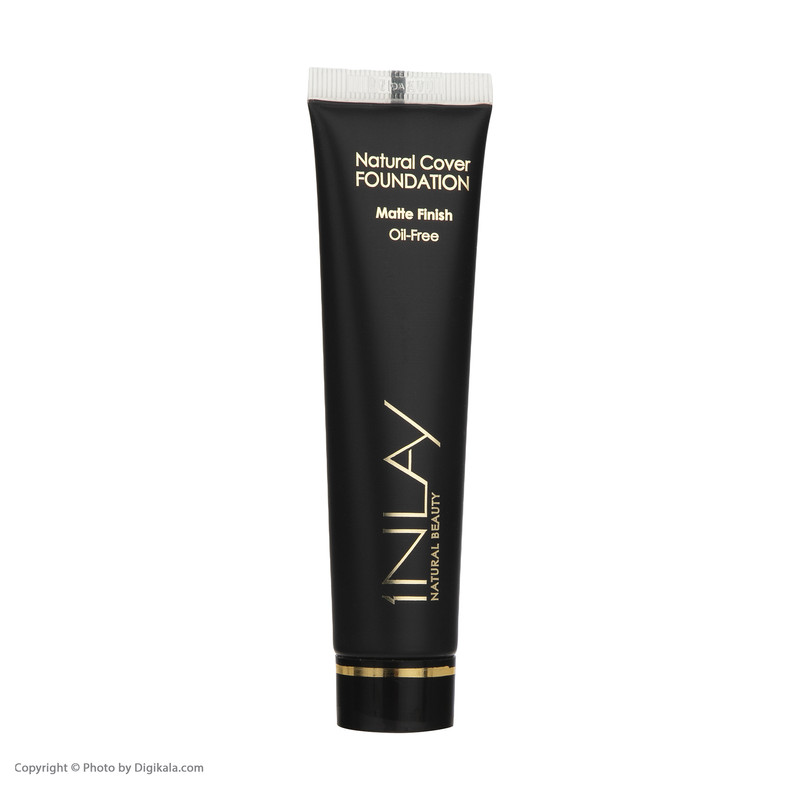 Natural Cover
FOUNDATION
Matte Finish
Oil-Free
INLAY
NATURAL BEAUTY
Copyright © Photo by Digikala.com